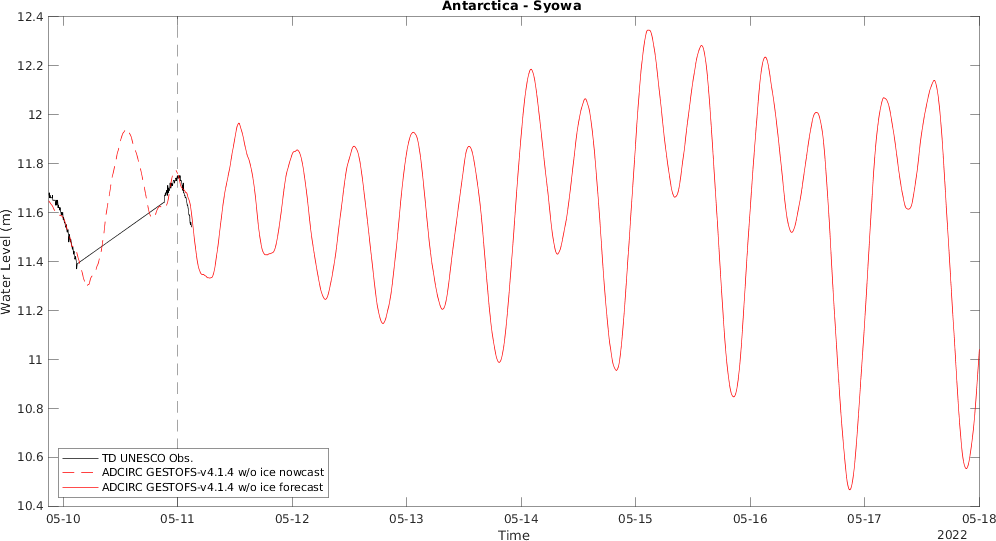 Antarctica - Syowa
12.4
12.2
12
11.8
11.6
11.4
11.2
11
10.8
10.6
10.4
Water Level (m)
TD UNESCO Obs.
ADCIRC GESTOFS-v4.1.4 w/o ice nowcast
ADCIRC GESTOFS-v4.1.4 w/o ice forecast
05-10 05-11 05-12 05-13 05-14 05-15 05-16 05-17 05-18
Time
2022